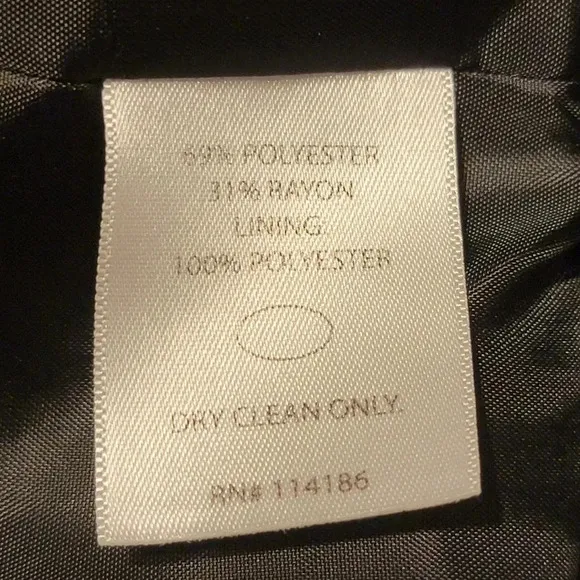 69% POLYESTER
31% RAYON
LINING:
100% POLYESTER
DRY CLEAN ONLY.
RN# 114186